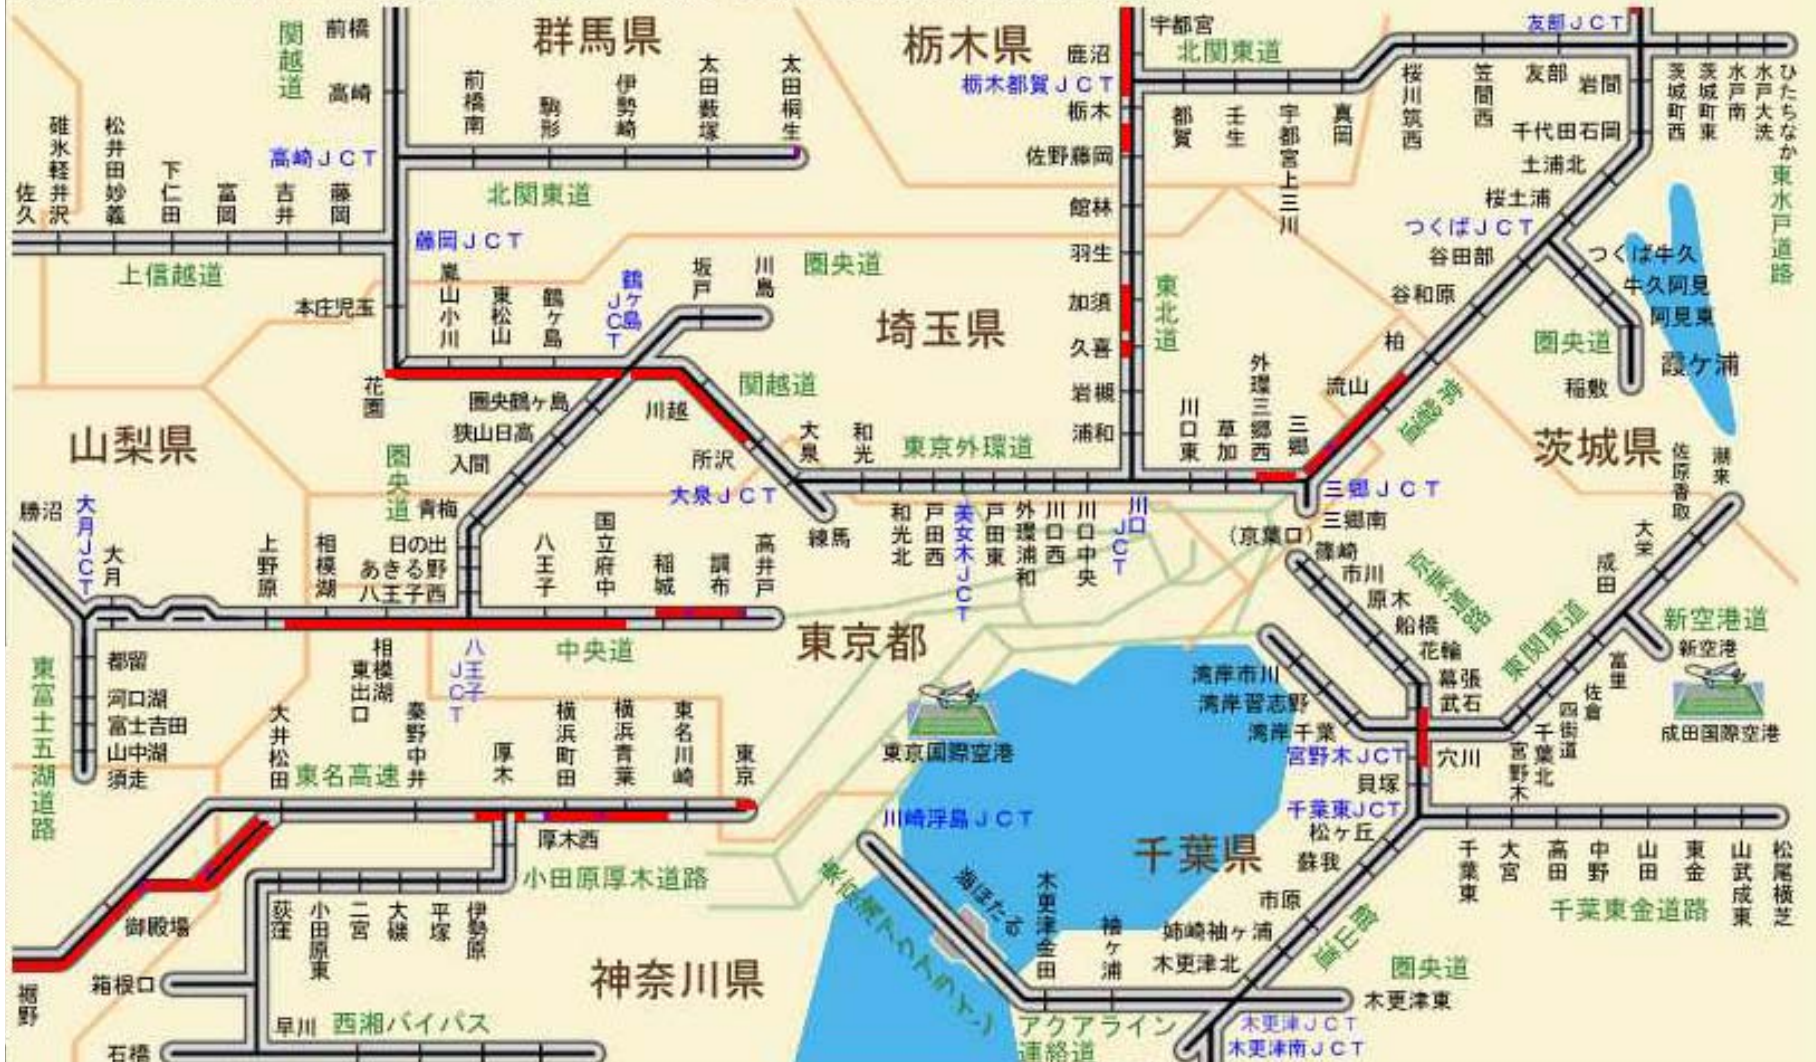 関越道
前橋
群馬県
栃木県
宇都宮
鹿沼
北関東道
友部JCT
高崎
前橋南
駒形
伊勢崎
太田藪塚
太田桐生
栃木都賀JCT
栃木
都賀
壬生
宇都宮上三川
真岡
桜川筑西
笠間西
友部
岩間
茨城町西
茨城町東
水戸南
水戸大洗
ひたちなか
東水戸道路
佐久
碓氷軽井沢
松井田妙義
下仁田
富岡
吉井
藤岡
高崎JCT
北関東道
佐野藤岡
千代田石岡
土浦北
桜土浦
館林
つくばJCT
谷田部
つくば牛久
牛久阿見
阿見東
上信越道
藤岡JCT
本庄児玉
嵐山小川
東松山
鶴ヶ島
鶴ヶ島JCT
坂戸
川島
圏央道
羽生
加須
東北道
埼玉県
谷和原
圏央道
稲敷
霞ケ浦
久喜
岩槻
浦和
柏
流山
常磐道
茨城県
花園
圏央鶴ヶ島
狭山日高
入間
川越
関越道
所沢
大泉
和光
東京外環道
川口東
草加
外環三郷西
三郷
佐原香取
潮来
山梨県
圏央道
青梅
大泉JCT
練馬
和光北
戸田西
美女木JCT
戸田東
外環浦和
川口西
川口中央
川口JCT
三郷JCT
三郷南
(京葉口)
勝沼
大月JCT
大月
上野原
相模湖
日の出
あきる野
八王子西
八王子
国立府中
稲城
調布
高井戸
篠崎
市川
原木
船橋
花輪
幕張
武石
京葉道路
大栄
成田
東関東道
新空港道
新空港
成田国際空港
東富士五湖道路
都留
河口湖
富士吉田
山中湖
須走
相模湖東出口
八王子JCT
中央道
東京都
湾岸市川
湾岸習志野
湾岸千葉
宮野木JCT
穴川
宮野木
千葉北
四街道
佐倉
富里
大井松田
東名高速
秦野中井
厚木
横浜町田
横浜青葉
東名川崎
東京
東京国際空港
貝塚
千葉東JCT
松ヶ丘
蘇我
厚木西
小田原厚木道路
川崎浮島JCT
千葉県
千葉東
大宮
高田
中野
山田
東金
山武成東
松尾横芝
千葉東金道路
御殿場
荻窪
小田原東
二宮
大磯
平塚
伊勢原
東京湾アクアライン
海ほたる
木更津金田
袖ヶ浦
市原
姉崎袖ヶ浦
木更津北
館山道
圏央道
裾野
箱根口
神奈川県
早川
西湘バイパス
石橋
アクアライン
連絡道
木更津東
木更津JCT
木更津南JCT